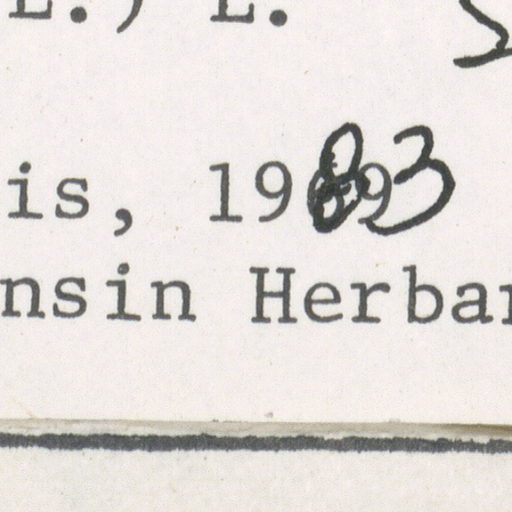 L.) L.
is, 1983
nsin Herbar